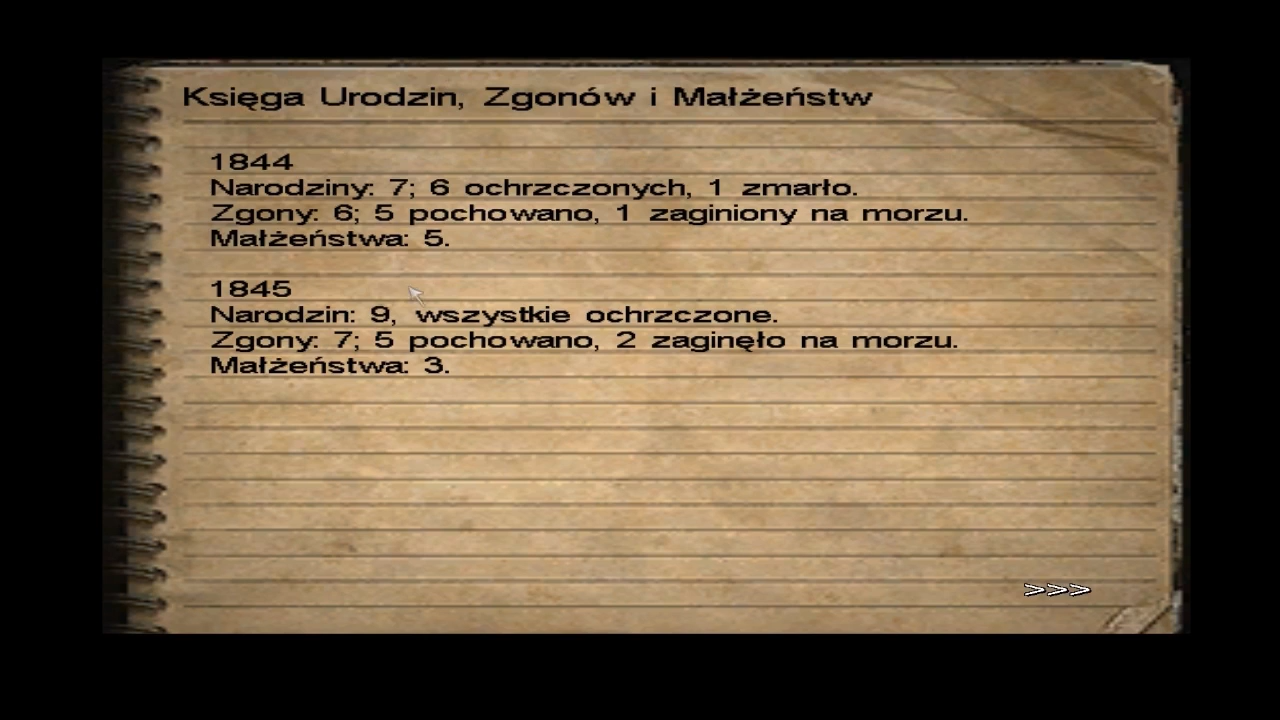 Księga Urodzin, Zgonów i Małżeństw
1844
Narodziny: 7; 6 ochrzczonych, 1 zmarło.
Zgony: 6; 5 pochowano, 1 zaginiony na morzu.
Małżeństwa: 5.
1845
Narodzin: 9, wszystkie ochrzczone.
Zgony: 7; 5 pochowano, 2 zaginęło na morzu.
Małżeństwa: 3.
>>>